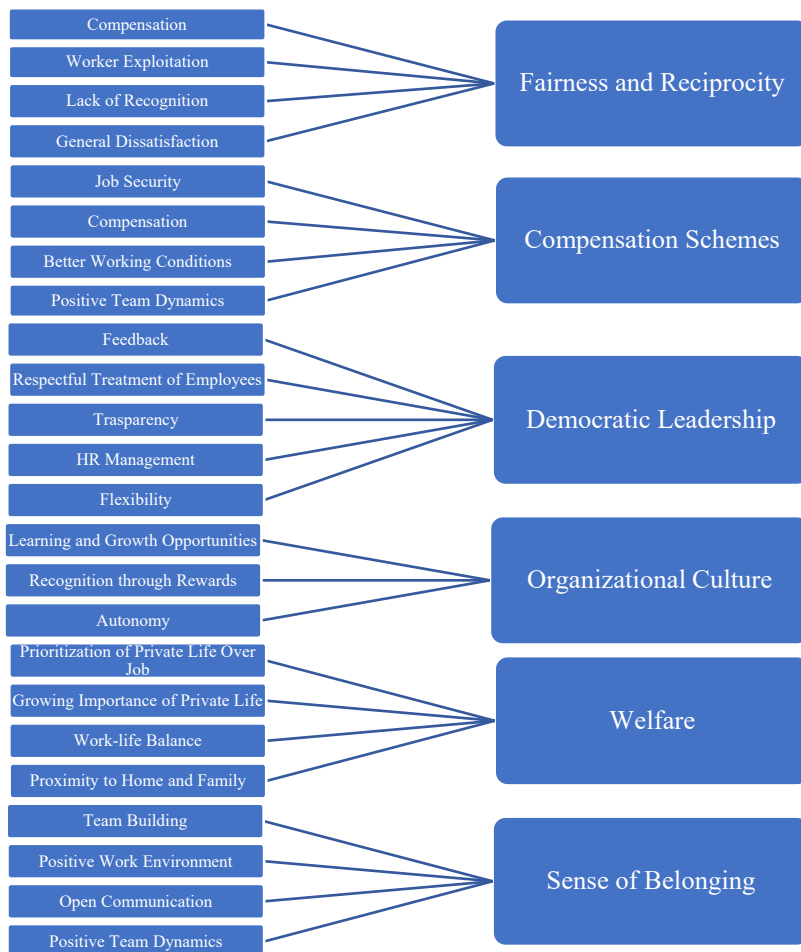 Compensation
Worker Exploitation
Lack of Recognition
General Dissatisfaction
Fairness and Reciprocity
Job Security
Compensation
Better Working Conditions
Positive Team Dynamics
Compensation Schemes
Feedback
Respectful Treatment of Employees
Trasparency
HR Management
Flexibility
Democratic Leadership
Learning and Growth Opportunities
Recognition through Rewards
Autonomy
Organizational Culture
Prioritization of Private Life Over
Job
Growing Importance of Private Life
Work-life Balance
Proximity to Home and Family
Welfare
Team Building
Positive Work Environment
Open Communication
Positive Team Dynamics
Sense of Belonging